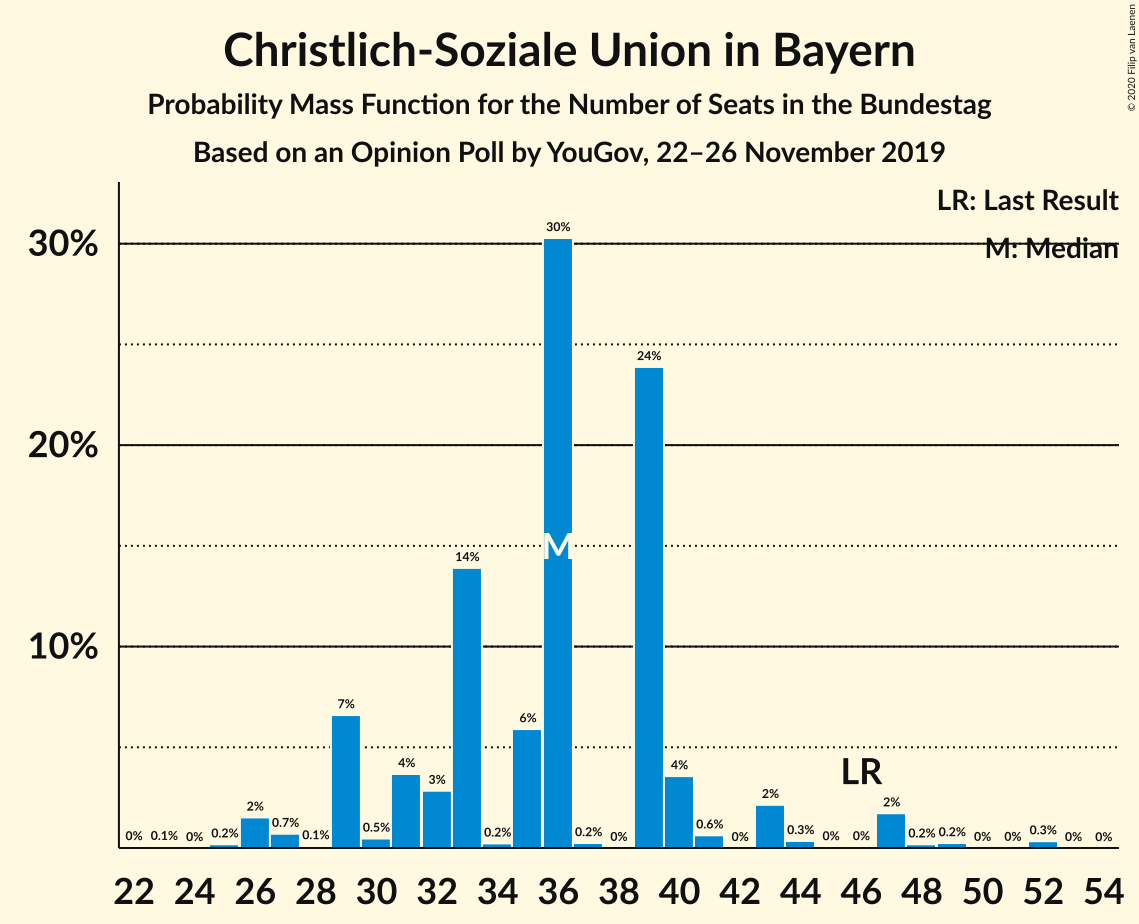 Christlich-Soziale Union in Bayern
Probability Mass Function for the Number of Seats in the Bundestag
Based on an Opinion Poll by YouGov, 22–26 November 2019
© 2020 Filip van Laenen
LR: Last Result
M: Median
30%
20%
10%
0% 0.1% 0% 0.2% 2% 0.7% 0.1% 7% 0.5% 4% 3% 14% 0.2% 6% 30% 0.2% 0% 24% 4% 0.6% 0% 2% 0.3% 0% 0% 2% 0.2% 0.2% 0% 0% 0.3% 0% 0%
M
LR
22 24 26 28 30 32 34 36 38 40 42 44 46 48 50 52 54